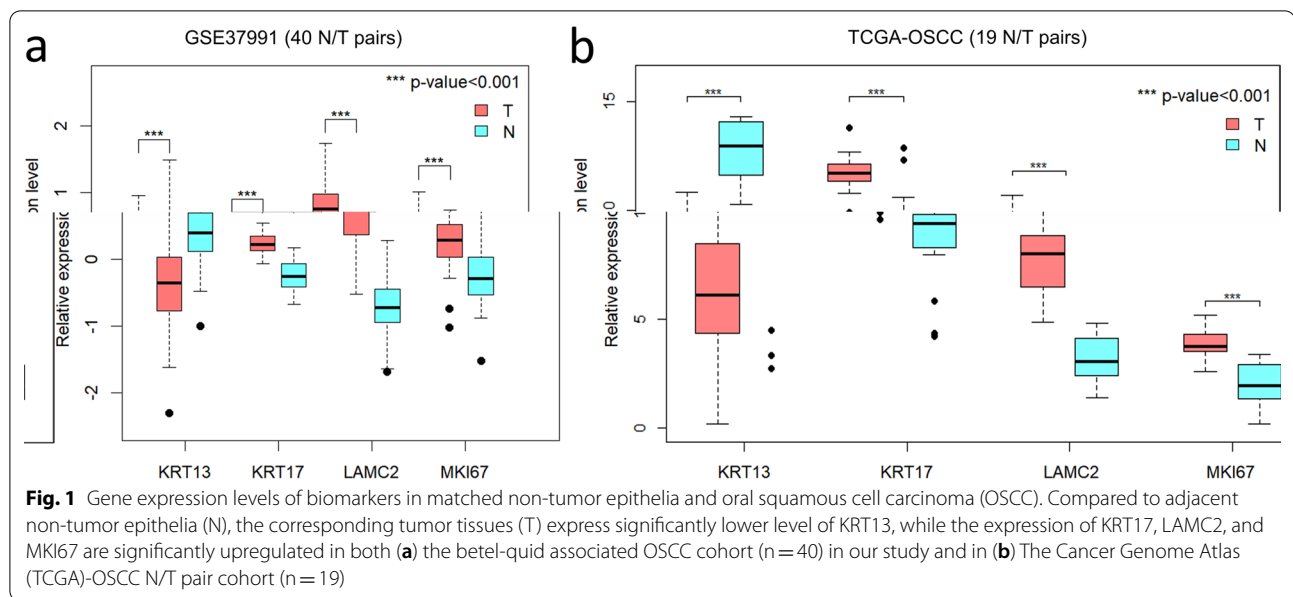 a
GSE37991 (40 N/T pairs)
*** p-value<0.001
T
N
***
***
***
***
2
1
0
-1
-2
on level
Relative expressio
KRT13
KRT17
LAMC2
MKI67
b
TCGA-OSCC (19 N/T pairs)
*** p-value<0.001
T
N
***
***
***
***
15
10
5
0
on level
Relative expressi
KRT13
KRT17
LAMC2
MKI67
Fig. 1 Gene expression levels of biomarkers in matched non-tumor epithelia and oral squamous cell carcinoma (OSCC). Compared to adjacent
non-tumor epithelia (N), the corresponding tumor tissues (T) express significantly lower level of KRT13, while the expression of KRT17, LAMC2, and
MKI67 are significantly upregulated in both (a) the betel-quid associated OSCC cohort (n = 40) in our study and in (b) The Cancer Genome Atlas
(TCGA)-OSCC N/T pair cohort (n = 19)